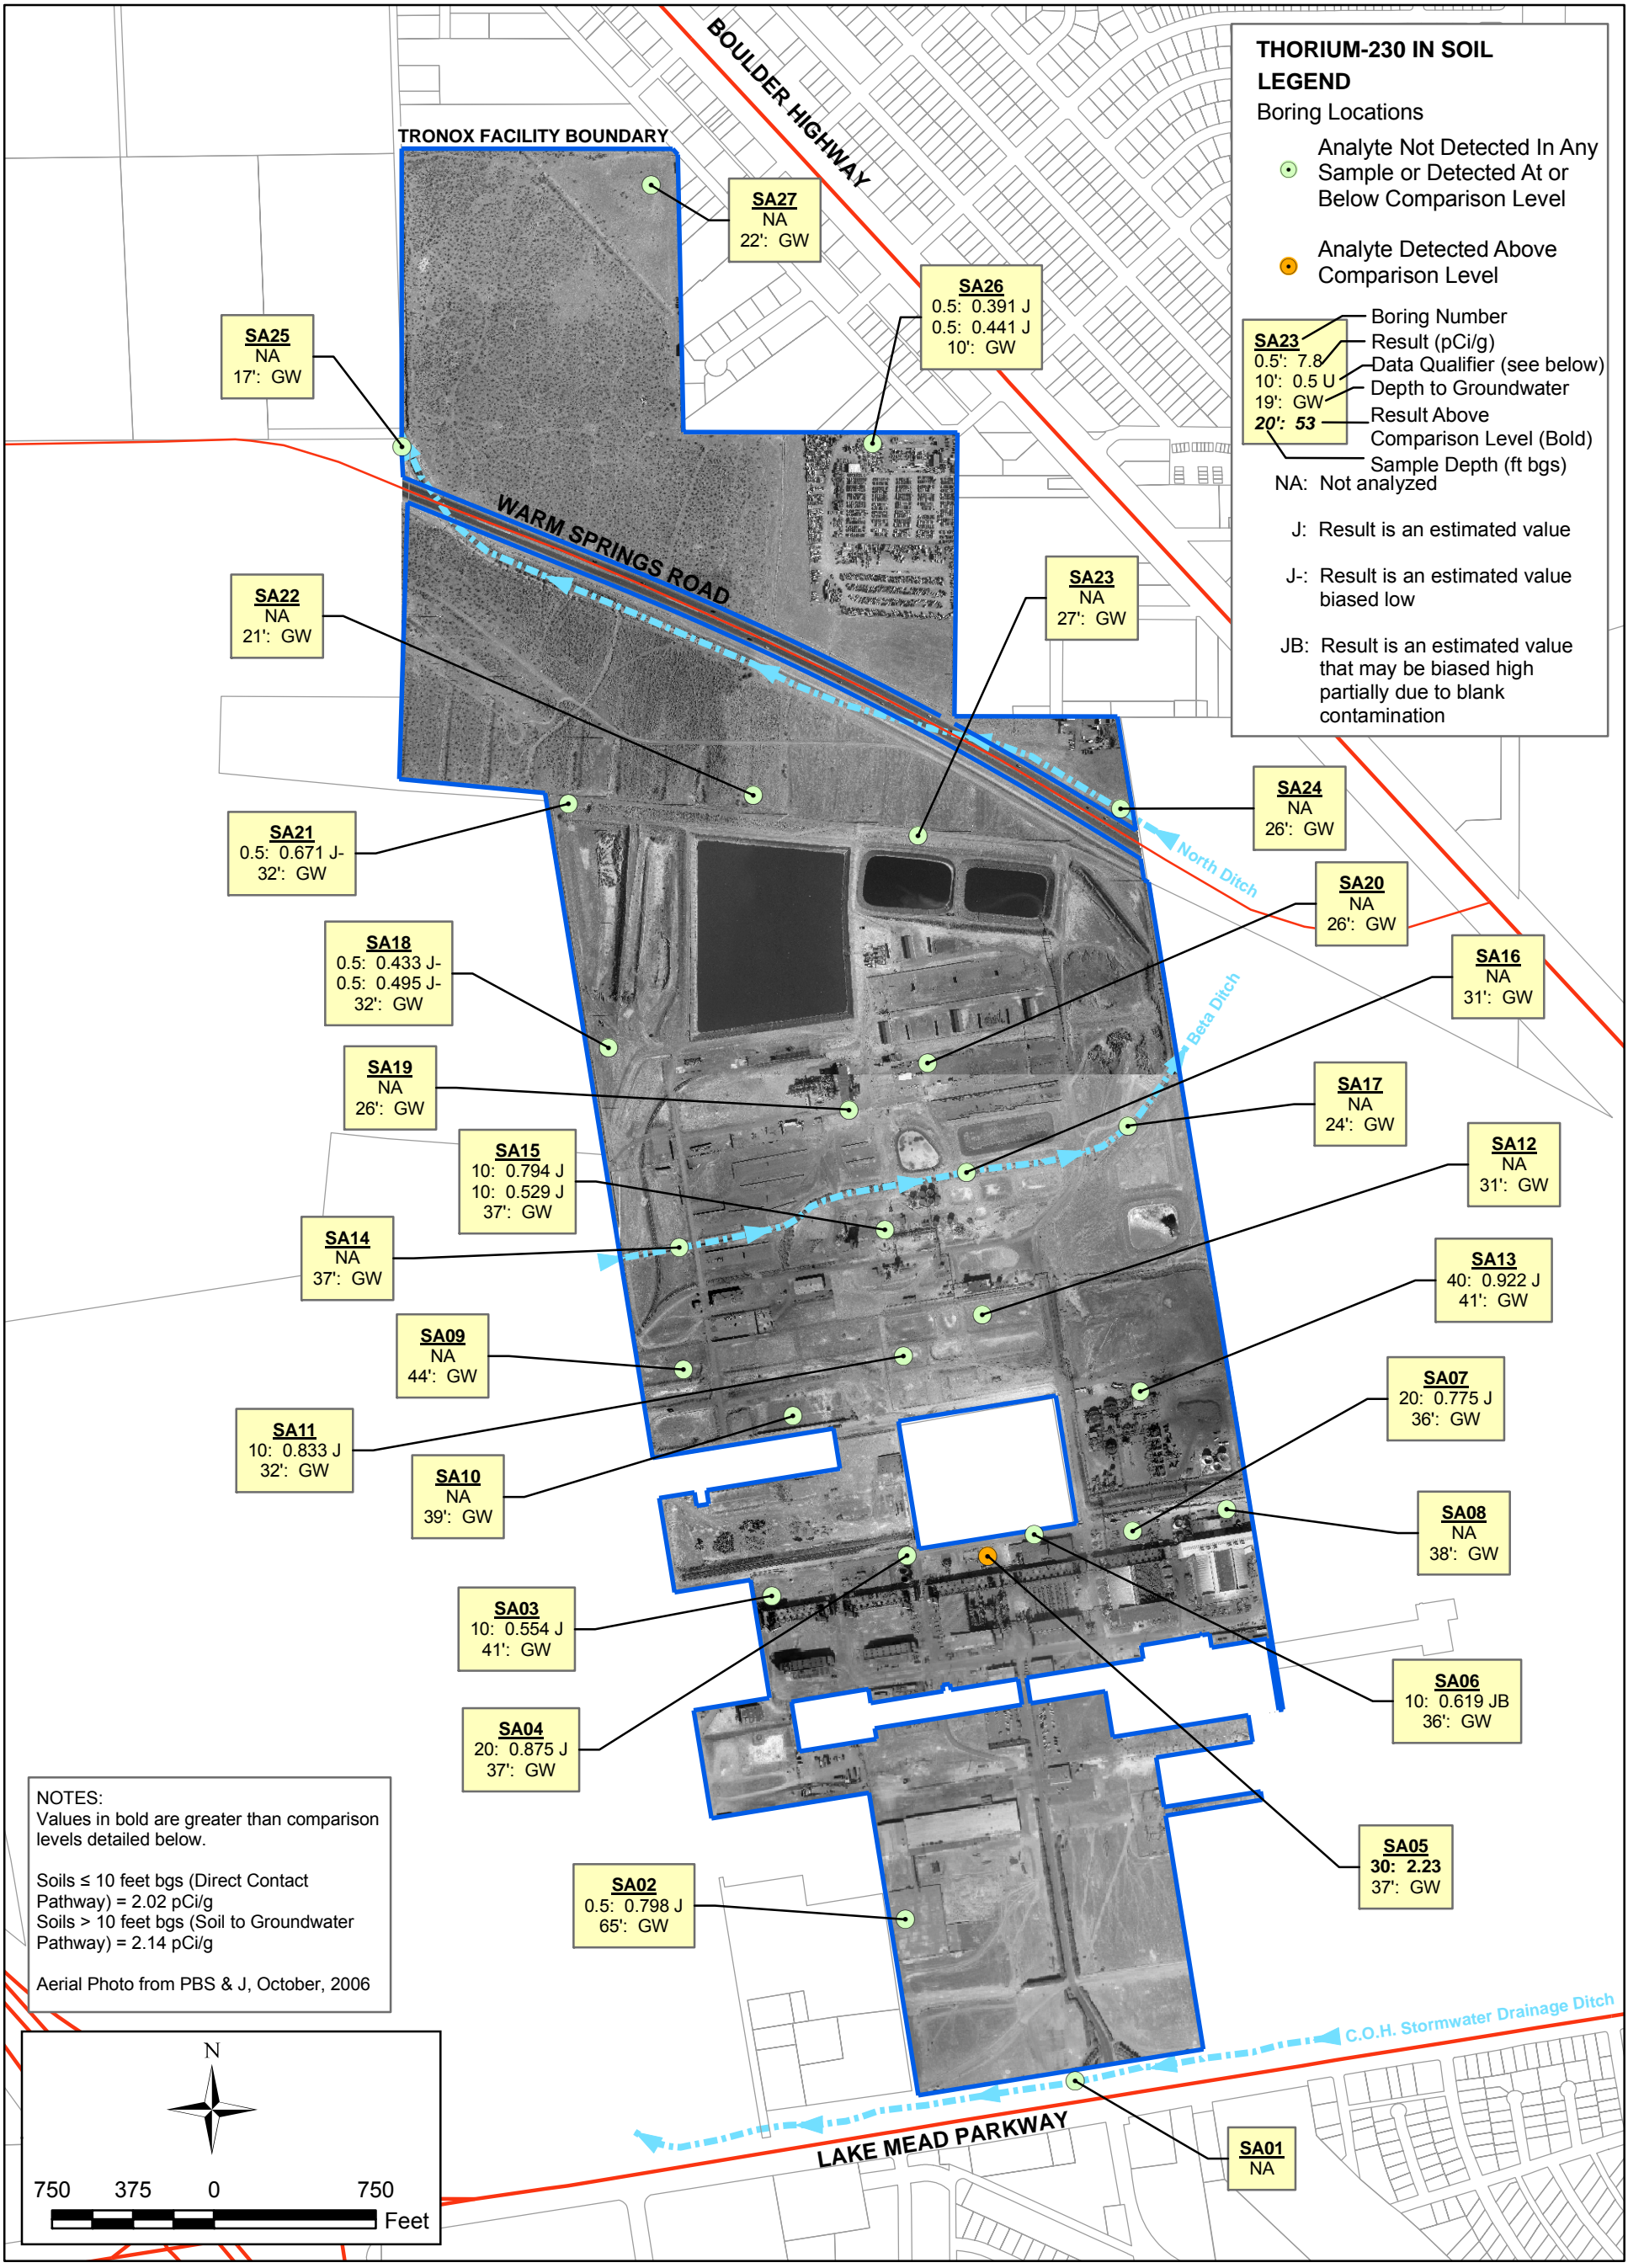 THORIUM-230 IN SOIL
LEGEND
Boring Locations
Analyte Not Detected In Any
Sample or Detected At or
Below Comparison Level
Analyte Detected Above
Comparison Level
SA23
0.5': 7.8
10': 0.5 U
19': GW
20': 53
Boring Number
Result (pCi/g)
Data Qualifier (see below)
Depth to Groundwater
Result Above
Comparison Level (Bold)
Sample Depth (ft bgs)
NA: Not analyzed
J: Result is an estimated value
J-: Result is an estimated value
biased low
JB: Result is an estimated value
that may be biased high
partially due to blank
contamination
BOULDER HIGHWAY
TRONOX FACILITY BOUNDARY
SA27
NA
22': GW
SA26
0.5: 0.391 J
0.5: 0.441 J
10': GW
SA25
NA
17': GW
WARM SPRINGS ROAD
SA22
NA
21': GW
SA23
NA
27': GW
SA24
NA
26': GW
North Ditch
SA21
0.5: 0.671 J-
32': GW
SA20
NA
26': GW
SA18
0.5: 0.433 J-
0.5: 0.495 J-
32': GW
SA16
NA
31': GW
Beta Ditch
SA19
NA
26': GW
SA17
NA
24': GW
SA15
10: 0.794 J
10: 0.529 J
37': GW
SA12
NA
31': GW
SA14
NA
37': GW
SA13
40: 0.922 J
41': GW
SA09
NA
44': GW
SA07
20: 0.775 J
36': GW
SA11
10: 0.833 J
32': GW
SA10
NA
39': GW
SA08
NA
38': GW
SA03
10: 0.554 J
41': GW
SA06
10: 0.619 JB
36': GW
SA04
20: 0.875 J
37': GW
SA05
30: 2.23
37': GW
SA02
0.5: 0.798 J
65': GW
NOTES:
Values in bold are greater than comparison
levels detailed below.
Soils ≤ 10 feet bgs (Direct Contact
Pathway) = 2.02 pCi/g
Soils > 10 feet bgs (Soil to Groundwater
Pathway) = 2.14 pCi/g
Aerial Photo from PBS & J, October, 2006
C.O.H. Stormwater Drainage Ditch
LAKE MEAD PARKWAY
SA01
NA
N
750 375 0 750
Feet